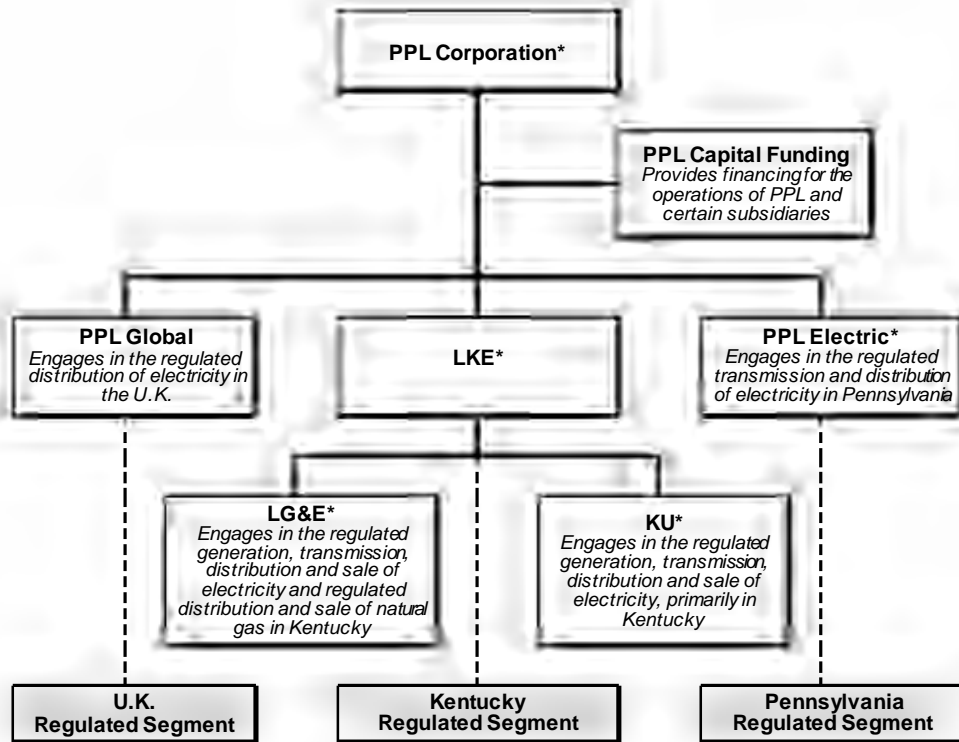 PPL Corporation*
PPL Capital Funding
Provides financing for the
operations of PPL and
certain subsidiaries
PPL Global
Engages in the regulated
distribution of electricity in
the U.K.
LKE*
PPL Electric*
Engages in the regulated
transmission and distribution
of electricity in Pennsylvania
LG&E*
Engages in the regulated
generation, transmission,
distribution and sale of
electricity and regulated
distribution and sale of natural
gas in Kentucky
KU*
Engages in the regulated
generation, transmission,
distribution and sale of
electricity, primarily in
Kentucky
U.K.
Regulated Segment
Kentucky
Regulated Segment
Pennsylvania
Regulated Segment